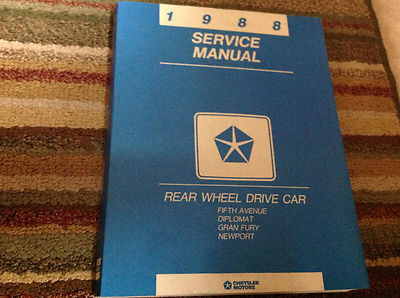 1988
SERVICE
MANUAL
REAR WHEEL DRIVE CAR
FIFTH AVENUE
DIPLOMAT
GRAN FURY
NEWPORT
CHRYSLER
MOTORS